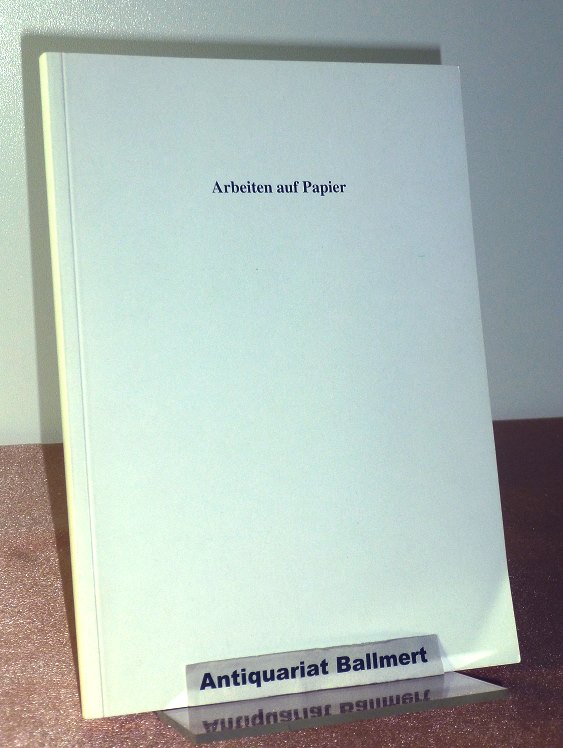 Arbeiten auf Papier
Antiquariat Ballmert